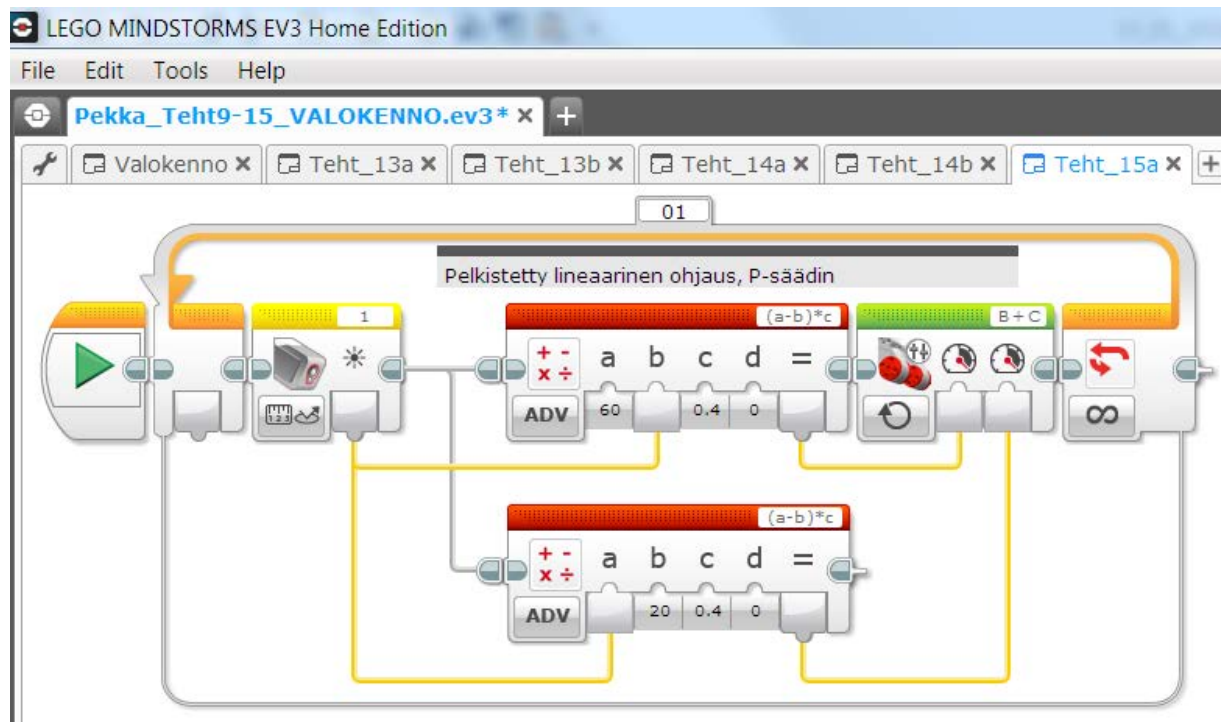 LEGO MINDSTORMS EV3 Home Edition
File Edit Tools Help
Pekka_Teht9-15_VALOKENNO.ev3*
Valokenno Teht_13a Teht_13b Teht_14a Teht_14b Teht_15a
01
Pelkistetty lineaarinen ohjaus, P-säädin
1 (a-b)*c B+C
a b c d =
ADV 60 0.4 0
(a-b)*c
a b c d =
ADV 20 0.4 0